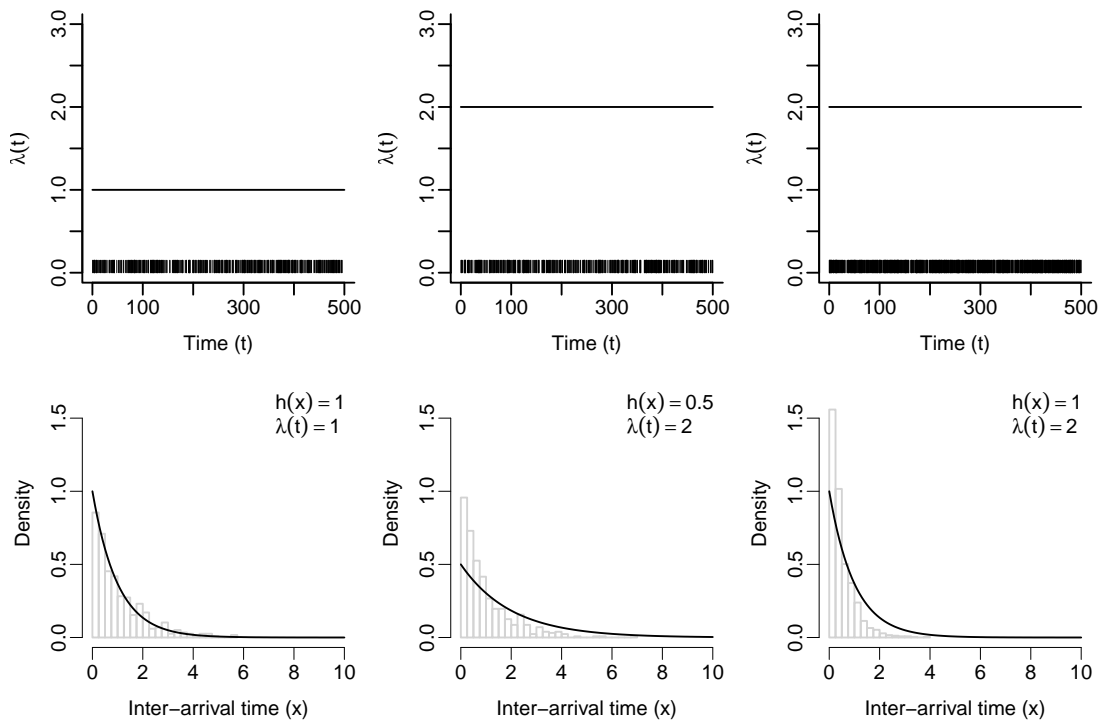 3.0
2.0
1.0
0.0
λ(t)
0 100 300 500
Time (t)
3.0
2.0
1.0
0.0
λ(t)
0 100 300 500
Time (t)
3.0
2.0
1.0
0.0
λ(t)
0 100 300 500
Time (t)
h(x) = 1
λ(t) = 1
1.5
1.0
0.5
0.0
Density
0 2 4 6 8 10
Inter−arrival time (x)
h(x) = 0.5
λ(t) = 2
1.5
1.0
0.5
0.0
Density
0 2 4 6 8 10
Inter−arrival time (x)
h(x) = 1
λ(t) = 2
1.5
1.0
0.5
0.0
Density
0 2 4 6 8 10
Inter−arrival time (x)